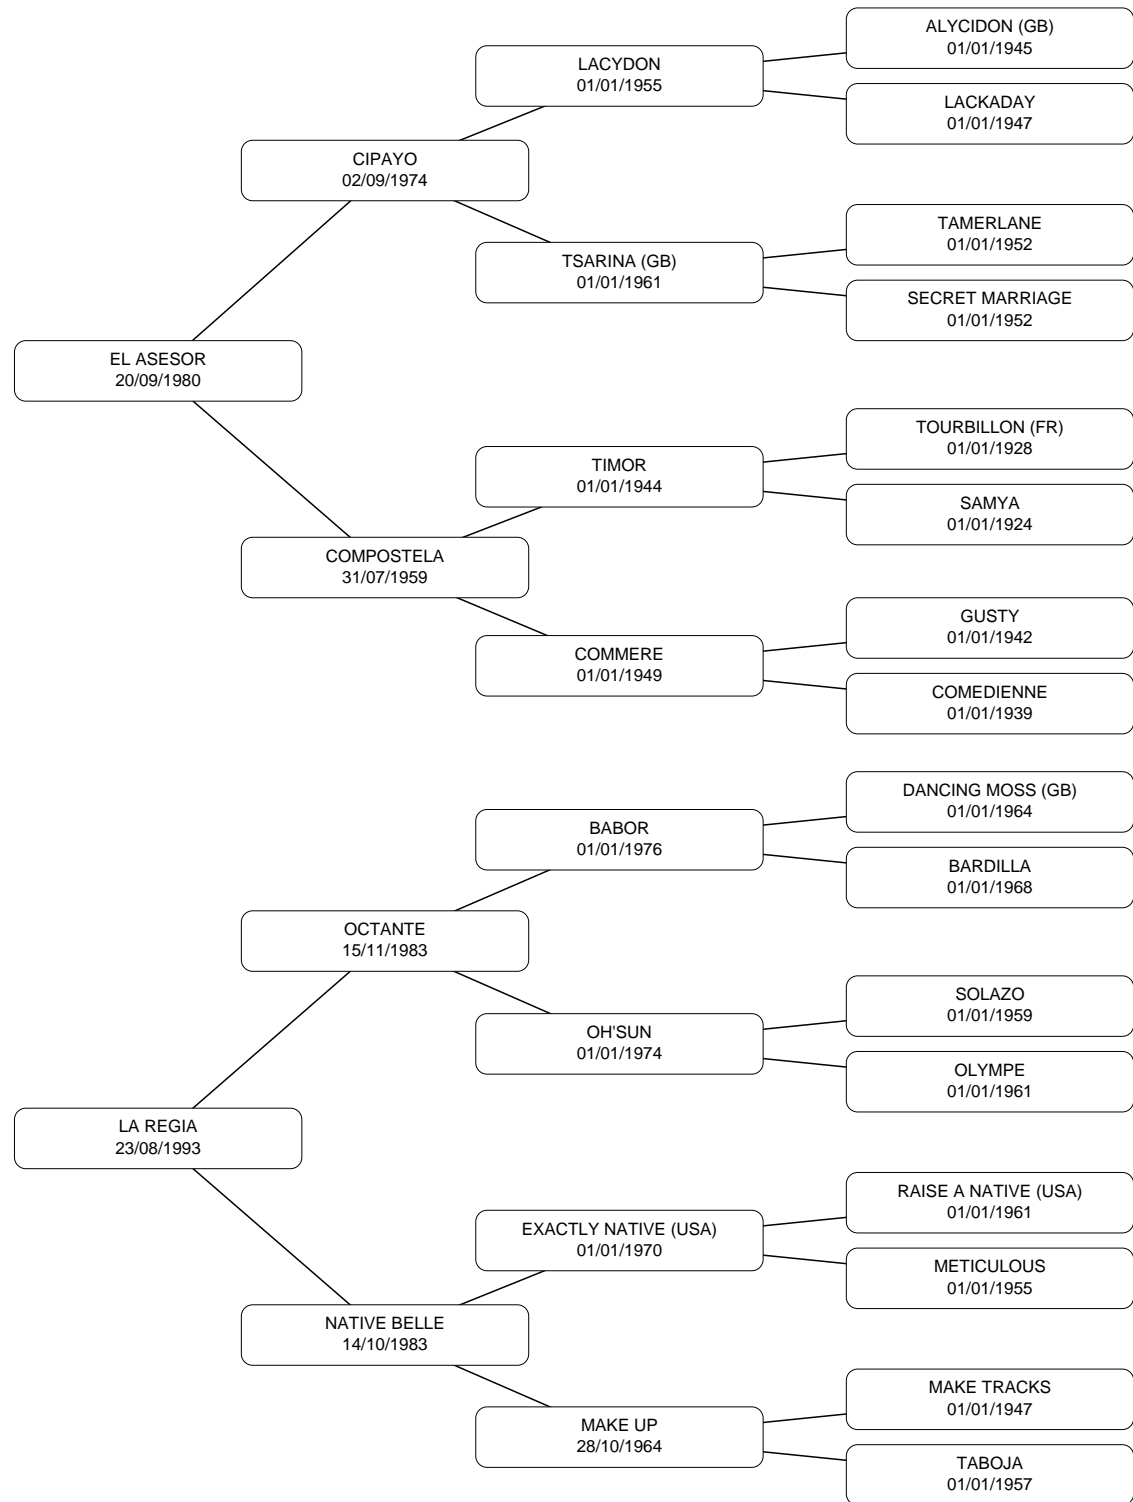 ALYCIDON (GB)
01/01/1945
LACYDON
01/01/1955
LACKADAY
01/01/1947
CIPAYO
02/09/1974
TAMERLANE
01/01/1952
TSARINA (GB)
01/01/1961
SECRET MARRIAGE
01/01/1952
EL ASESOR
20/09/1980
TOURBILLON (FR)
01/01/1928
TIMOR
01/01/1944
SAMYA
01/01/1924
COMPOSTELA
31/07/1959
GUSTY
01/01/1942
COMMERE
01/01/1949
COMEDIENNE
01/01/1939
DANCING MOSS (GB)
01/01/1964
BABOR
01/01/1976
BARDILLA
01/01/1968
OCTANTE
15/11/1983
SOLAZO
01/01/1959
OH'SUN
01/01/1974
OLYMPE
01/01/1961
LA REGIA
23/08/1993
RAISE A NATIVE (USA)
01/01/1961
EXACTLY NATIVE (USA)
01/01/1970
METICULOUS
01/01/1955
NATIVE BELLE
14/10/1983
MAKE TRACKS
01/01/1947
MAKE UP
28/10/1964
TABOJA
01/01/1957